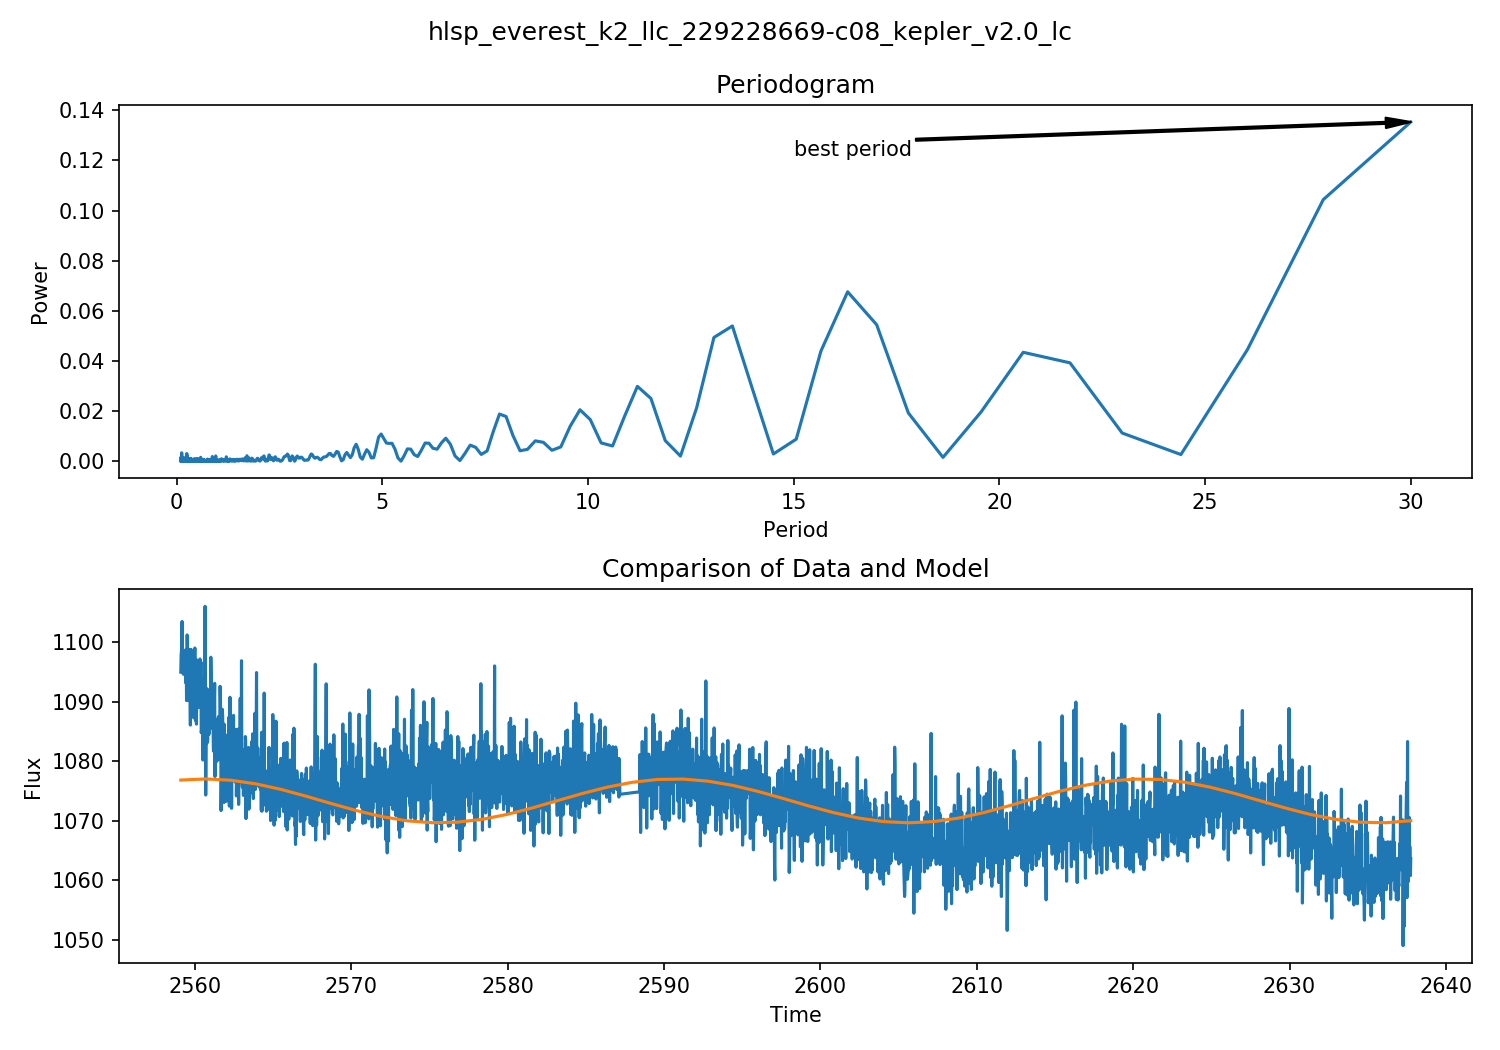 hlsp_everest_k2_llc_229228669-c08_kepler_v2.0_lc
Periodogram
0.14
0.12
0.10
0.08
0.06
0.04
0.02
0.00
Power
best period
0 5 10 15 20 25 30
Period
Comparison of Data and Model
1100
1090
1080
1070
1060
1050
Flux
2560 2570 2580 2590 2600 2610 2620 2630 2640
Time